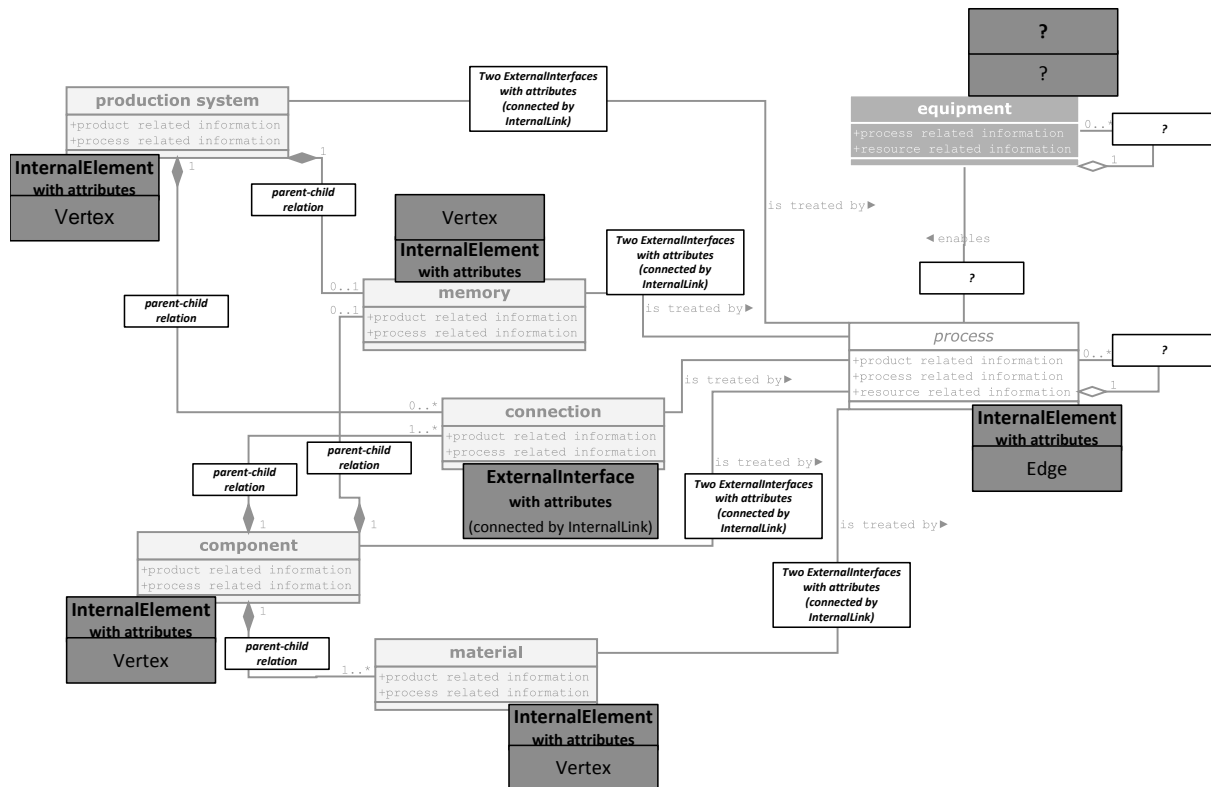 ?
?
equipment
+process related information
+resource related information
0..*
?
1
production system
+product related information
+process related information
1
1
InternalElement
with attributes
Vertex
Two ExternalInterfaces
with attributes
(connected by
InternalLink)
parent-child
relation
is treated by►
◄ enables
?
Vertex
InternalElement
with attributes
0..1
0..1
memory
+product related information
+process related information
Two ExternalInterfaces
with attributes
(connected by
InternalLink)
is treated by►
parent-child
relation
process
+product related information
+process related information
+resource related information
0..*
?
1
InternalElement
with attributes
Edge
is treated by►
0..*
1..*
connection
+product related information
+process related information
ExternalInterface
with attributes
(connected by InternalLink)
parent-child
relation
parent-child
relation
is treated by►
Two ExternalInterfaces
with attributes
(connected by
InternalLink)
is treated by►
1
1
component
+product related information
+process related information
1
InternalElement
with attributes
Vertex
parent-child
relation
Two ExternalInterfaces
with attributes
(connected by
InternalLink)
1..*
material
+product related information
+process related information
InternalElement
with attributes
Vertex